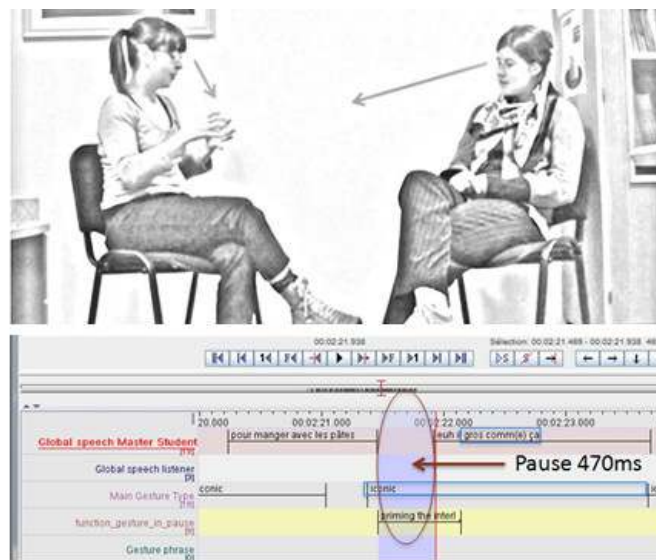 00:02:21.938 Sélection: 00:02:21.468 - 00:02:21.938
20.000 00:02:21.000 00:02:22.000 00:02:23.000
Global speech Master Student pour manger avec les pâtes euh i gros comm(e) ça
Global speech listener
Pause 470ms
Main Gesture Type conic iconic
function_gesture_in_pause priming the interl
Gesture phrase